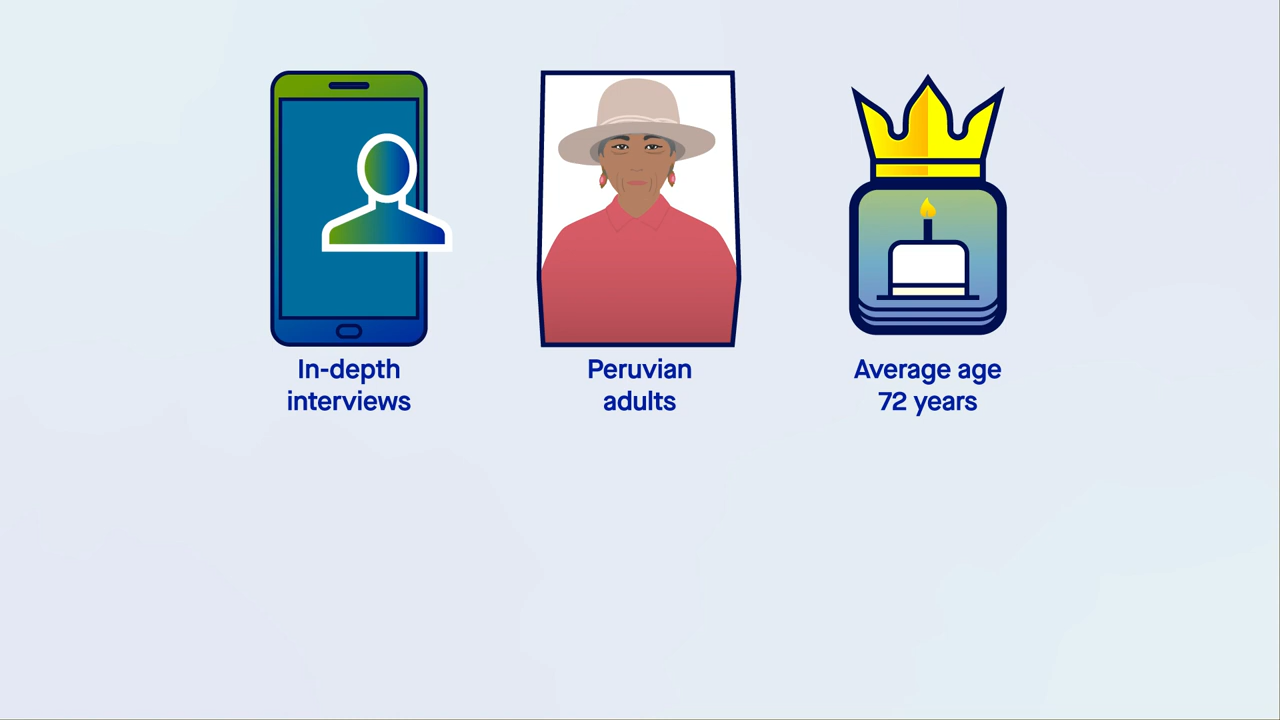 In-depth
interviews
Peruvian
adults
Average age
72 years